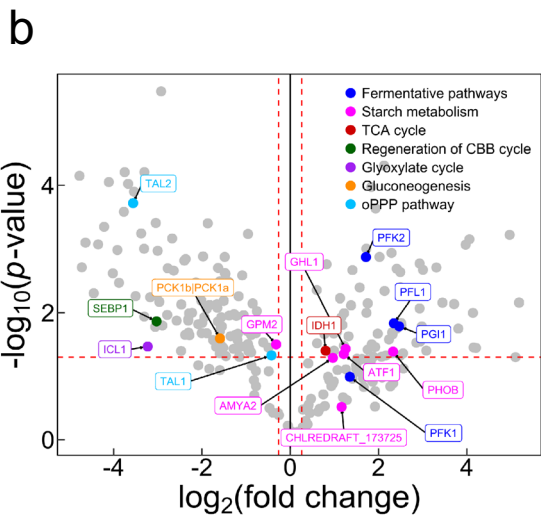 b
Fermentative pathways
Starch metabolism
TCA cycle
Regeneration of CBB cycle
Glyoxylate cycle
Gluconeogenesis
oPPP pathway
TAL2
PFK2
GHL1
PCK1b|PCK1a
PFL1
SEBP1
GPM2
IDH1
PGI1
ICL1
TAL1
ATF1
PHOB
AMYA2
PFK1
CHLREDRAFT_173725
4
2
0
-log10(p-value)
-4 -2 0 2 4
log2(fold change)